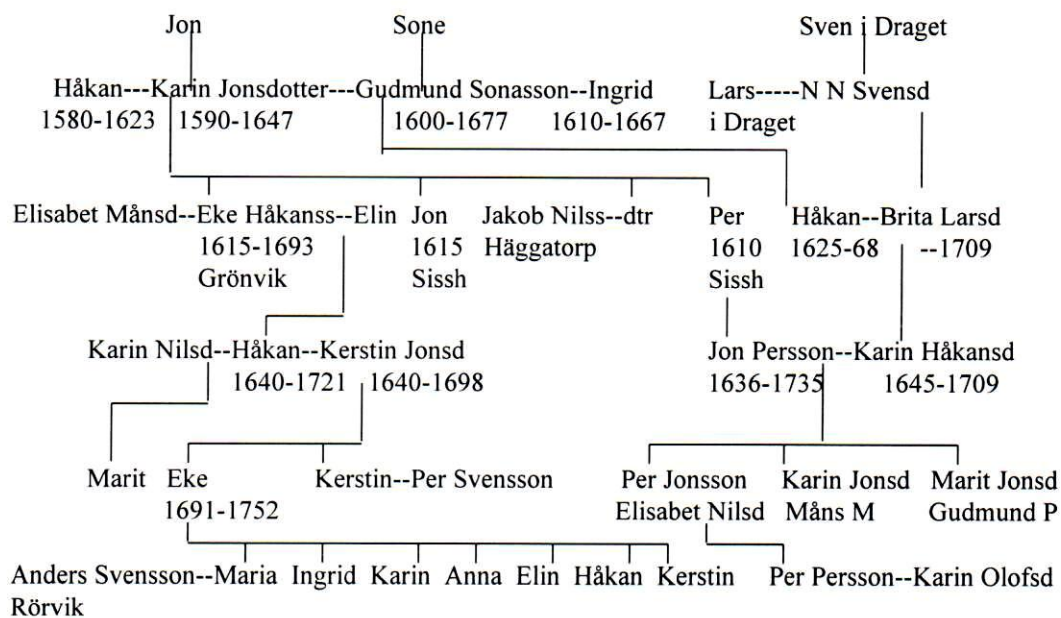 Jon Sone Sven i Draget
Håkan---Karin Jonsdotter---Gudmund Sonasson--Ingrid Lars-----N N Svensd
1580-1623 1590-1647 1600-1677 1610-1667 i Draget
Elisabet Månsd--Eke Håkanss--Elin Jon Jakob Nilss--dtr Per Håkan--Brita Larsd
1615-1693 1615 Häggatorp 1610 1625-68 --1709
Grönvik Sissh Sissh
Karin Nilsd--Håkan--Kerstin Jonsd Jon Persson--Karin Håkansd
1640-1721 1640-1698 1636-1735 1645-1709
Marit Eke Kerstin--Per Svensson Per Jonsson Karin Jonsd Marit Jonsd
1691-1752 Elisabet Nilsd Måns M Gudmund P
Anders Svensson--Maria Ingrid Karin Anna Elin Håkan Kerstin Per Persson--Karin Olofsd
Rörvik